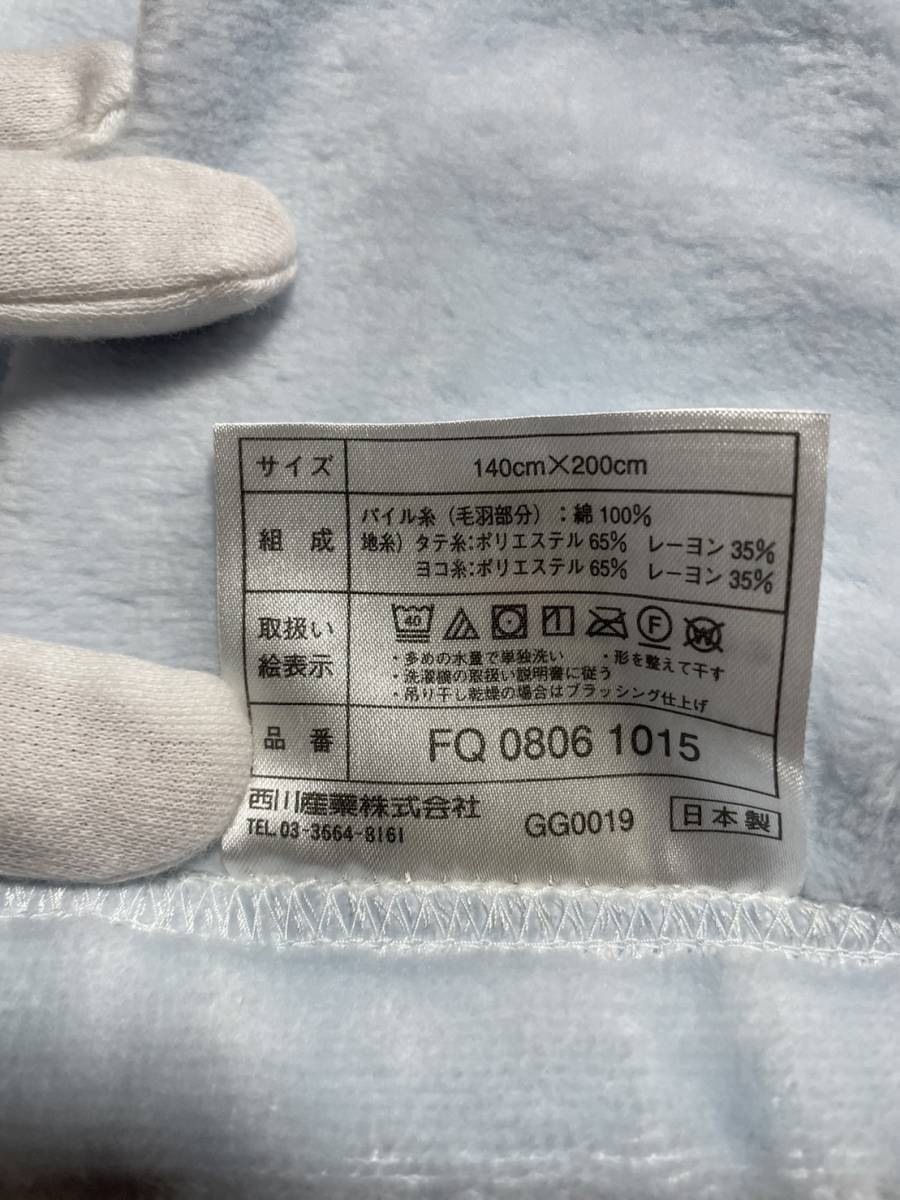 サイズ 140cm×200cm
組成 パイル糸（毛羽部分）：綿 100%
地糸）タテ糸:ポリエステル 65% レーヨン 35%
ヨコ糸:ポリエステル 65% レーヨン 35%
取扱い
絵表示
40 F W
・多めの水量で単独洗い ・形を整えて干す
・洗濯機の取扱い説明書に従う
・吊り干し乾燥の場合はブラッシング仕上げ
品番 FQ 0806 1015
西川産業株式会社
TEL.03-3664-8161
GG0019 日本製